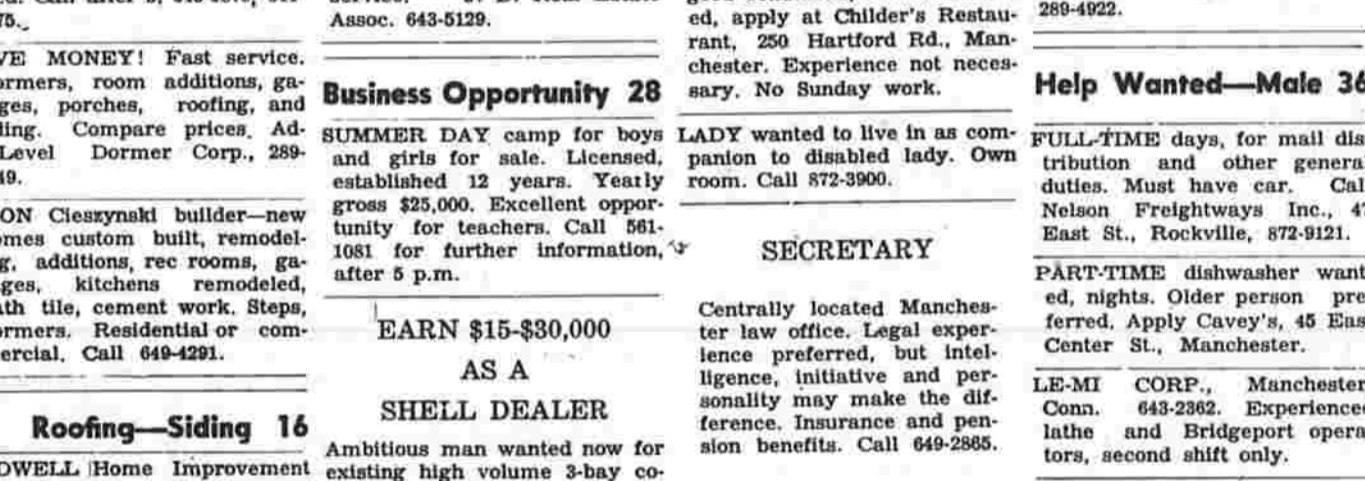 75.
VE MONEY! Fast service.
ormers, room additions, ga-
ges, porches, roofing, and
ding. Compare prices. Ad-
Level Dormer Corp., 289-
49.
ON Cieszynski builder—new
omes custom built, remodel-
g, additions, rec rooms, ga-
ges, kitchens remodeled,
ath tile, cement work. Steps,
ormers. Residential or com-
ercial. Call 649-4291.
Roofing—Siding 16
OWELL Home Improvement
Assoc. 643-5129.
Business Opportunity 28
SUMMER DAY camp for boys
and girls for sale. Licensed,
established 12 years. Yearly
gross $25,000. Excellent oppor-
tunity for teachers. Call 561-
1081 for further information,
after 5 p.m.
EARN $15-$30,000
AS A
SHELL DEALER
Ambitious man wanted now for
existing high volume 3-bay co-
ed, apply at Childer's Restau-
rant, 250 Hartford Rd., Man-
chester. Experience not neces-
sary. No Sunday work.
LADY wanted to live in as com-
panion to disabled lady. Own
room. Call 872-3900.
SECRETARY
Centrally located Manches-
ter law office. Legal exper-
ience preferred, but intel-
ligence, initiative and per-
sonality may make the dif-
ference. Insurance and pen-
sion benefits. Call 649-2865.
289-4922.
Help Wanted—Male 36
FULL-TIME days, for mail dis
tribution and other genera
duties. Must have car. Cal
Nelson Freightways Inc., 4
East St., Rockville, 872-9121.
PART-TIME dishwasher want
ed, nights. Older person pre
ferred. Apply Cavey's, 45 Eas
Center St., Manchester.
LE-MI CORP., Manchester
Conn. 643-2362. Experience
lathe and Bridgeport opera
tors, second shift only.